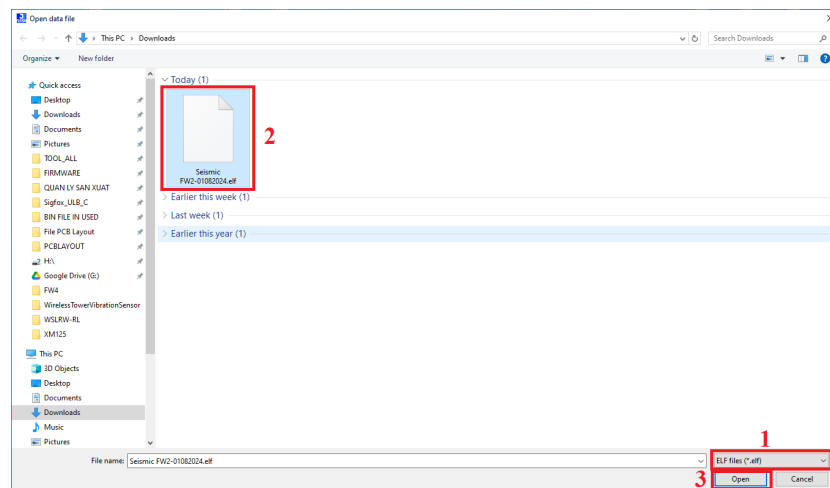 Open data file
This PC > Downloads
Search Downloads
Organize
New folder
Quick access
Desktop
Downloads
Documents
Pictures
TOOL_ALL
FIRMWARE
QUAN LY SAN XUAT
Sigfox_ULB_C
BIN FILE IN USED
File PCB Layout
PCBLAYOUT
H:\
Google Drive (G:)
FW4
WirelessTowerVibrationSensor
WSLRW-RL
XM125
This PC
3D Objects
Desktop
Documents
Downloads
Music
Pictures
Today (1)
2
Seismic
FW2-01082024.elf
Earlier this week (1)
Last week (1)
Earlier this year (1)
1
File name:
Seismic FW2-01082024.elf
ELF files (*.elf)
3
Open
Cancel